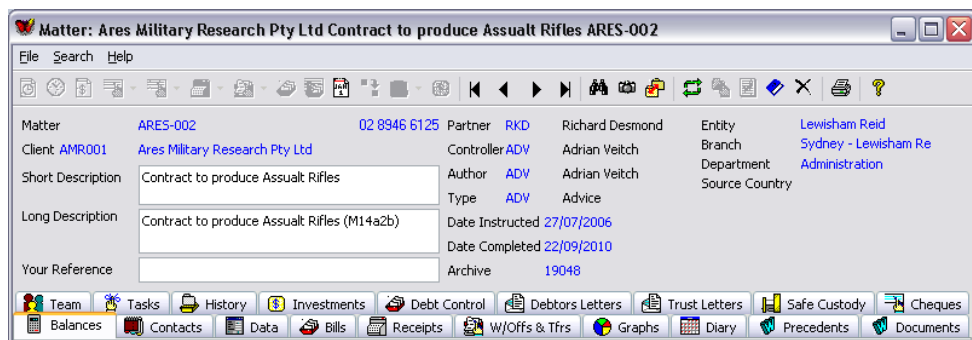 Matter: Ares Military Research Pty Ltd Contract to produce Assualt Rifles ARES-002
File Search Help
Matter ARES-002 02 8946 6125 Partner RKD Richard Desmond Entity Lewisham Reid
Client AMR001 Ares Military Research Pty Ltd Controller ADV Adrian Veitch Branch Sydney - Lewisham Re
Short Description Contract to produce Assualt Rifles Author ADV Adrian Veitch Department Administration
Type ADV Advice Source Country
Long Description Contract to produce Assualt Rifles (M14a2b) Date Instructed 27/07/2006
Date Completed 22/09/2010
Your Reference Archive 19048
Team Tasks History Investments Debt Control Debtors Letters Trust Letters Safe Custody Cheques
Balances Contacts Data Bills Receipts W/Offs & Tfrs Graphs Diary Precedents Documents